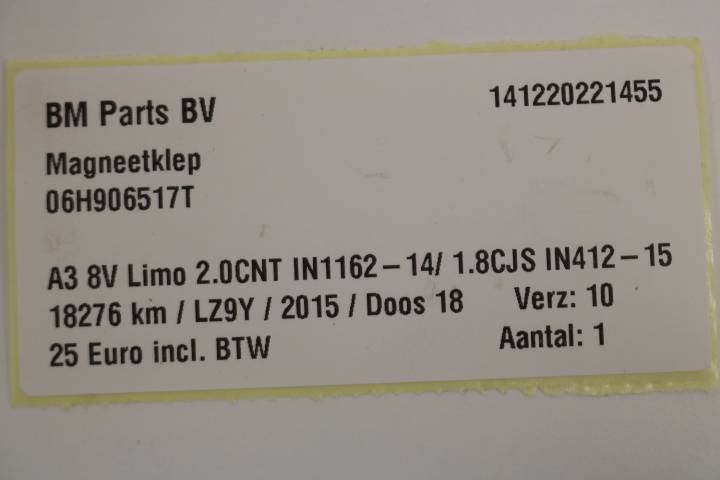 BM Parts BV 141220221455
Magneetklep
06H906517T
A3 8V Limo 2.0CNT IN1162-14/ 1.8CJS IN412-15
18276 km / LZ9Y / 2015 / Doos 18 Verz: 10
25 Euro incl. BTW Aantal: 1